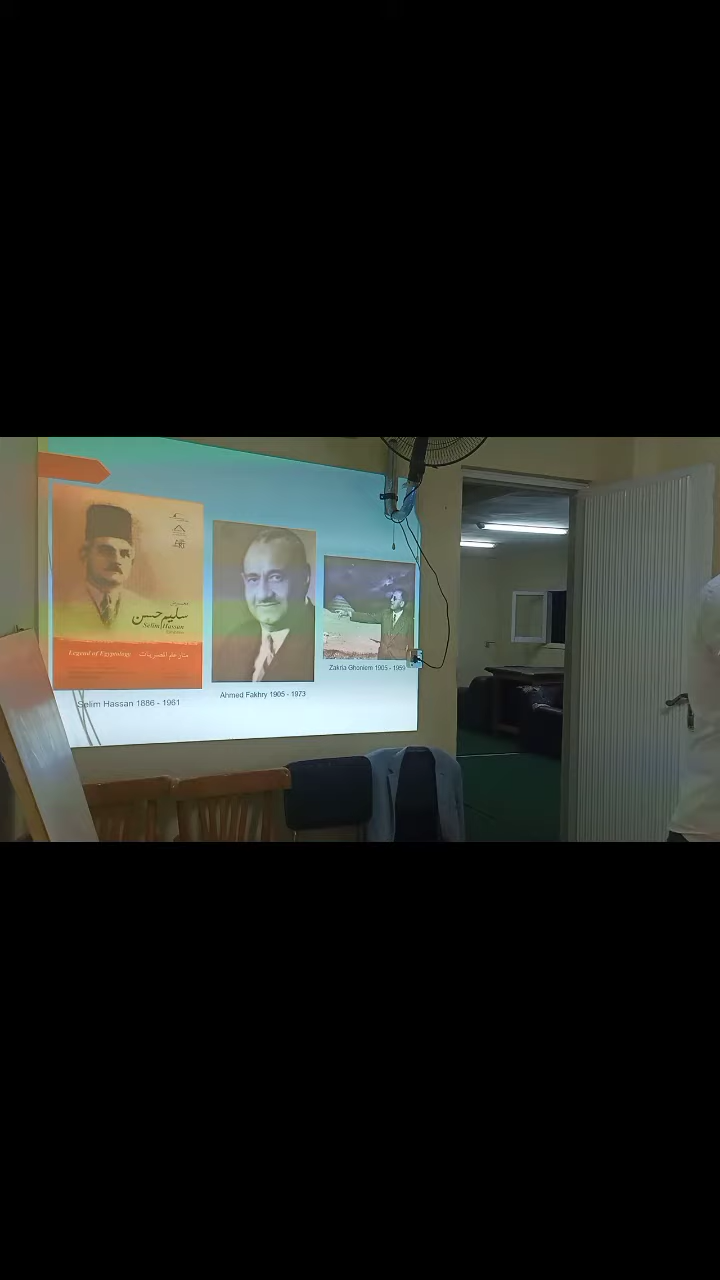 سليم حسن
Selim Hassan
Legend of Egyptology
Selim Hassan 1886 - 1961
Ahmed Fakhry 1905 - 1973
Zakria Ghoniem 1905 - 1959